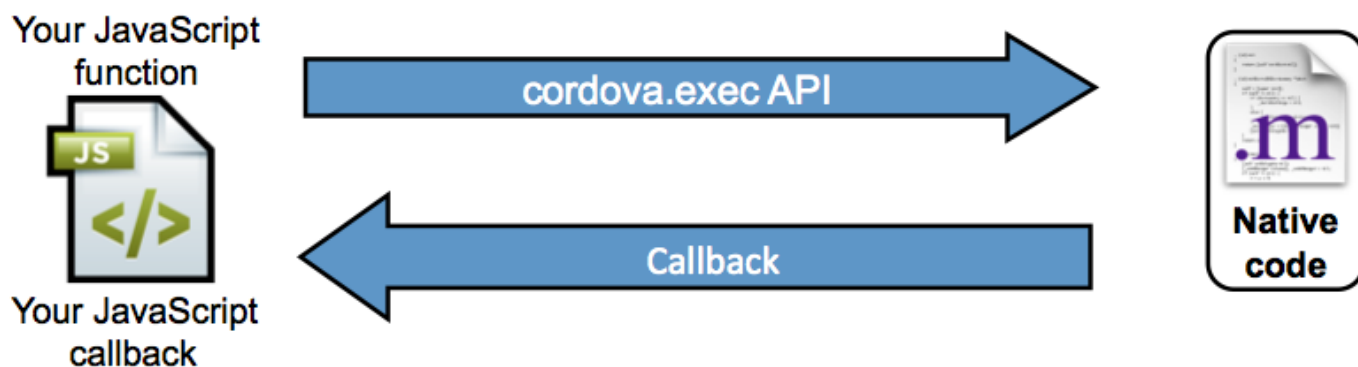 Your JavaScript
function
cordova.exec API
JS
</>
.m
Native
code
Callback
Your JavaScript
callback